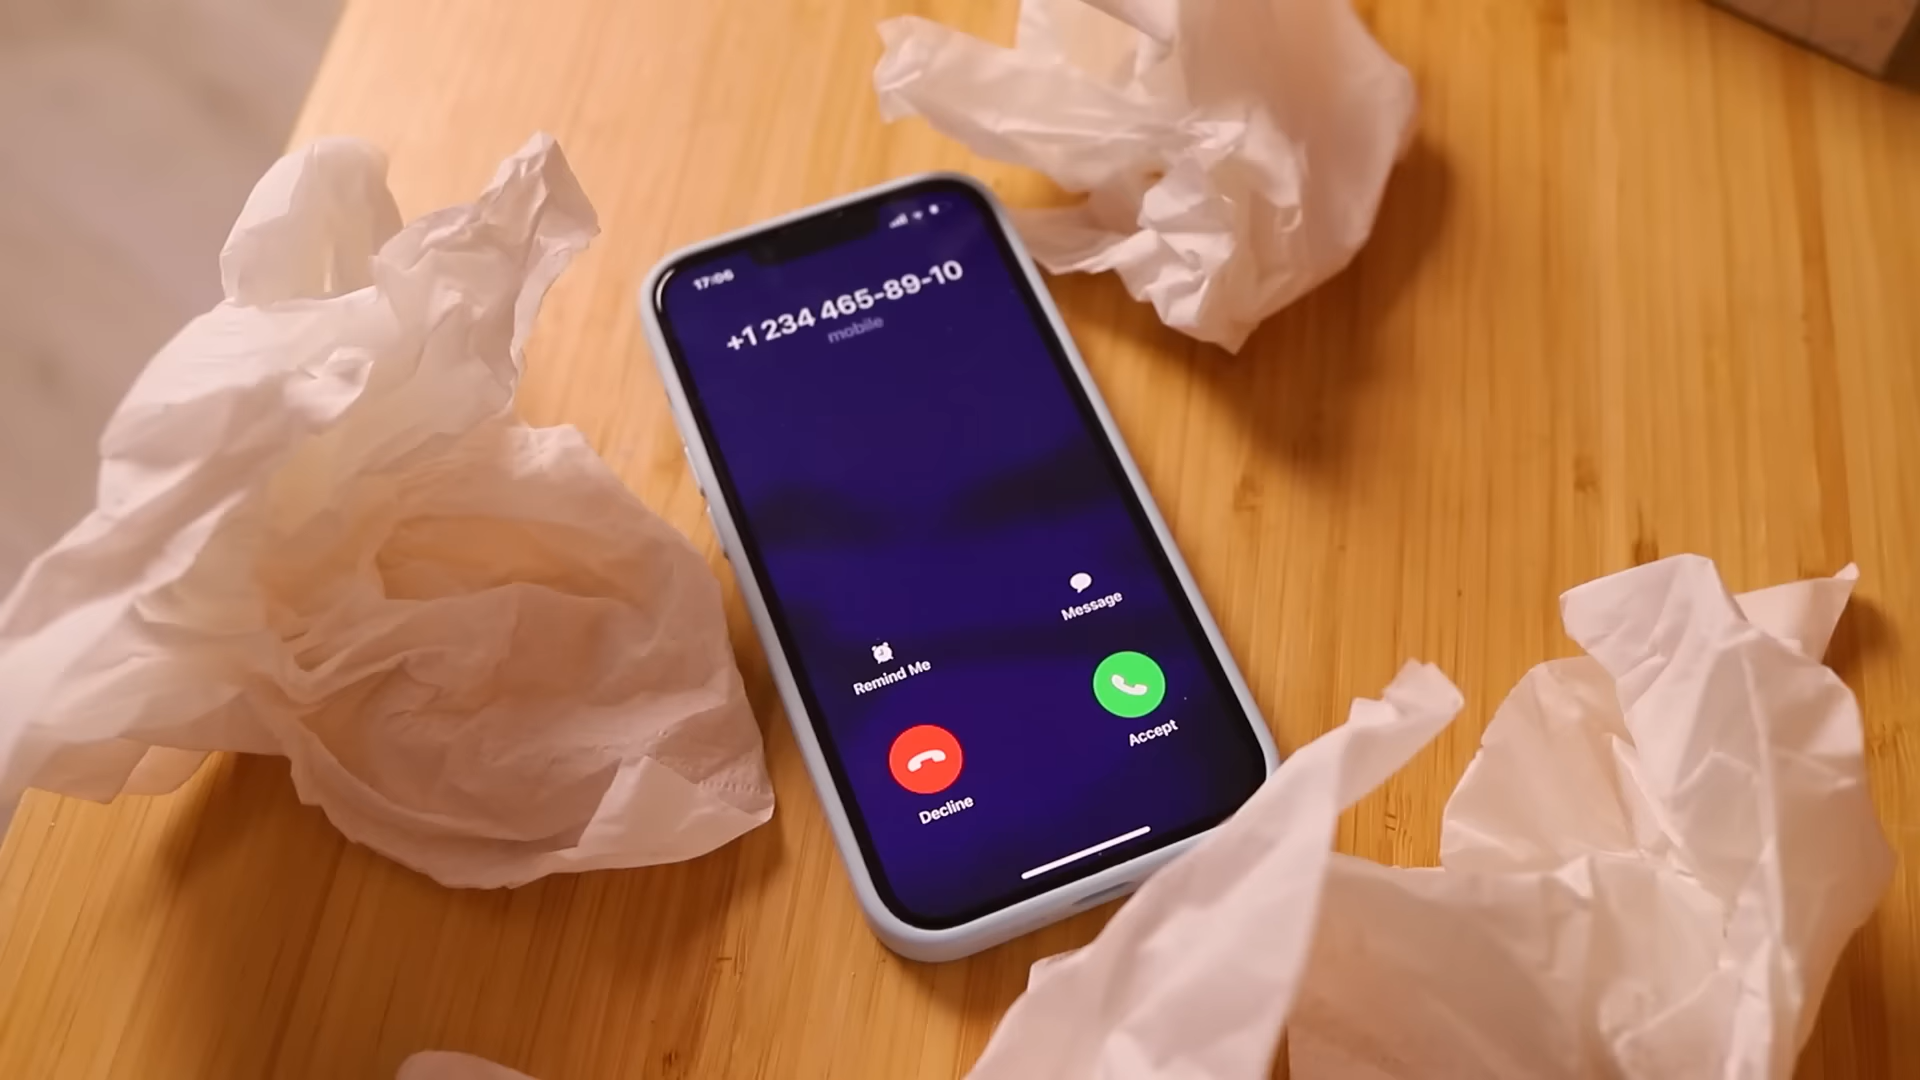 17:06
+1 234 465-89-10
mobile
Message
Remind Me
Accept
Decline